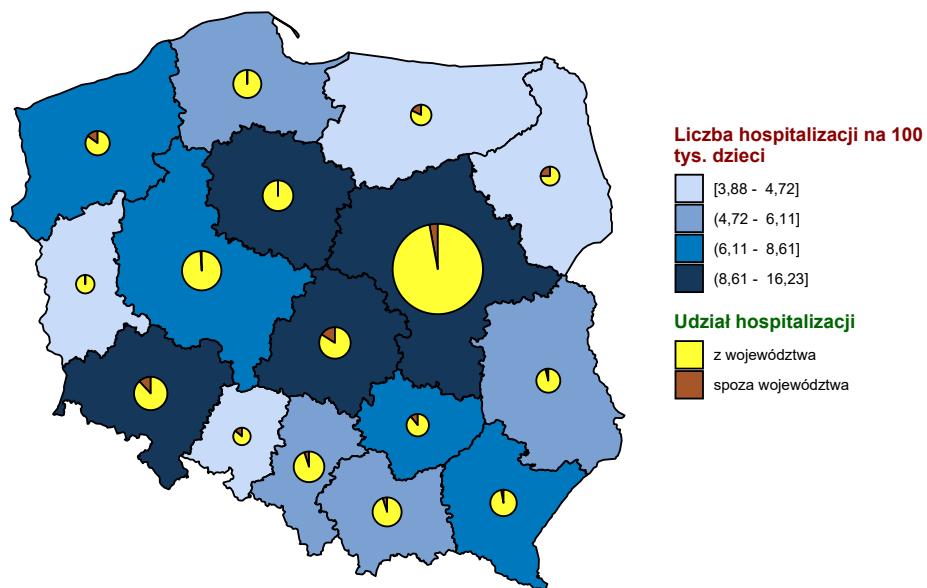 Liczba hospitalizacji na 100
tys. dzieci
[3,88 - 4,72]
(4,72 - 6,11]
(6,11 - 8,61]
(8,61 - 16,23]
Udział hospitalizacji
z województwa
spoza województwa